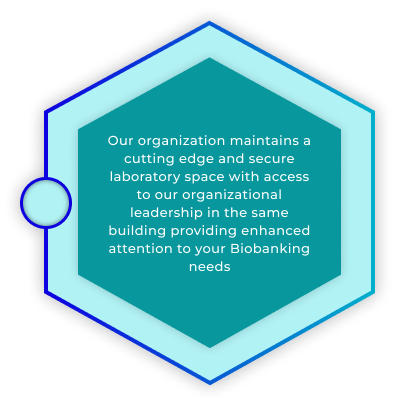 Our organization maintains a
cutting edge and secure
laboratory space with access
to our organizational
leadership in the same
building providing enhanced
attention to your Biobanking
needs